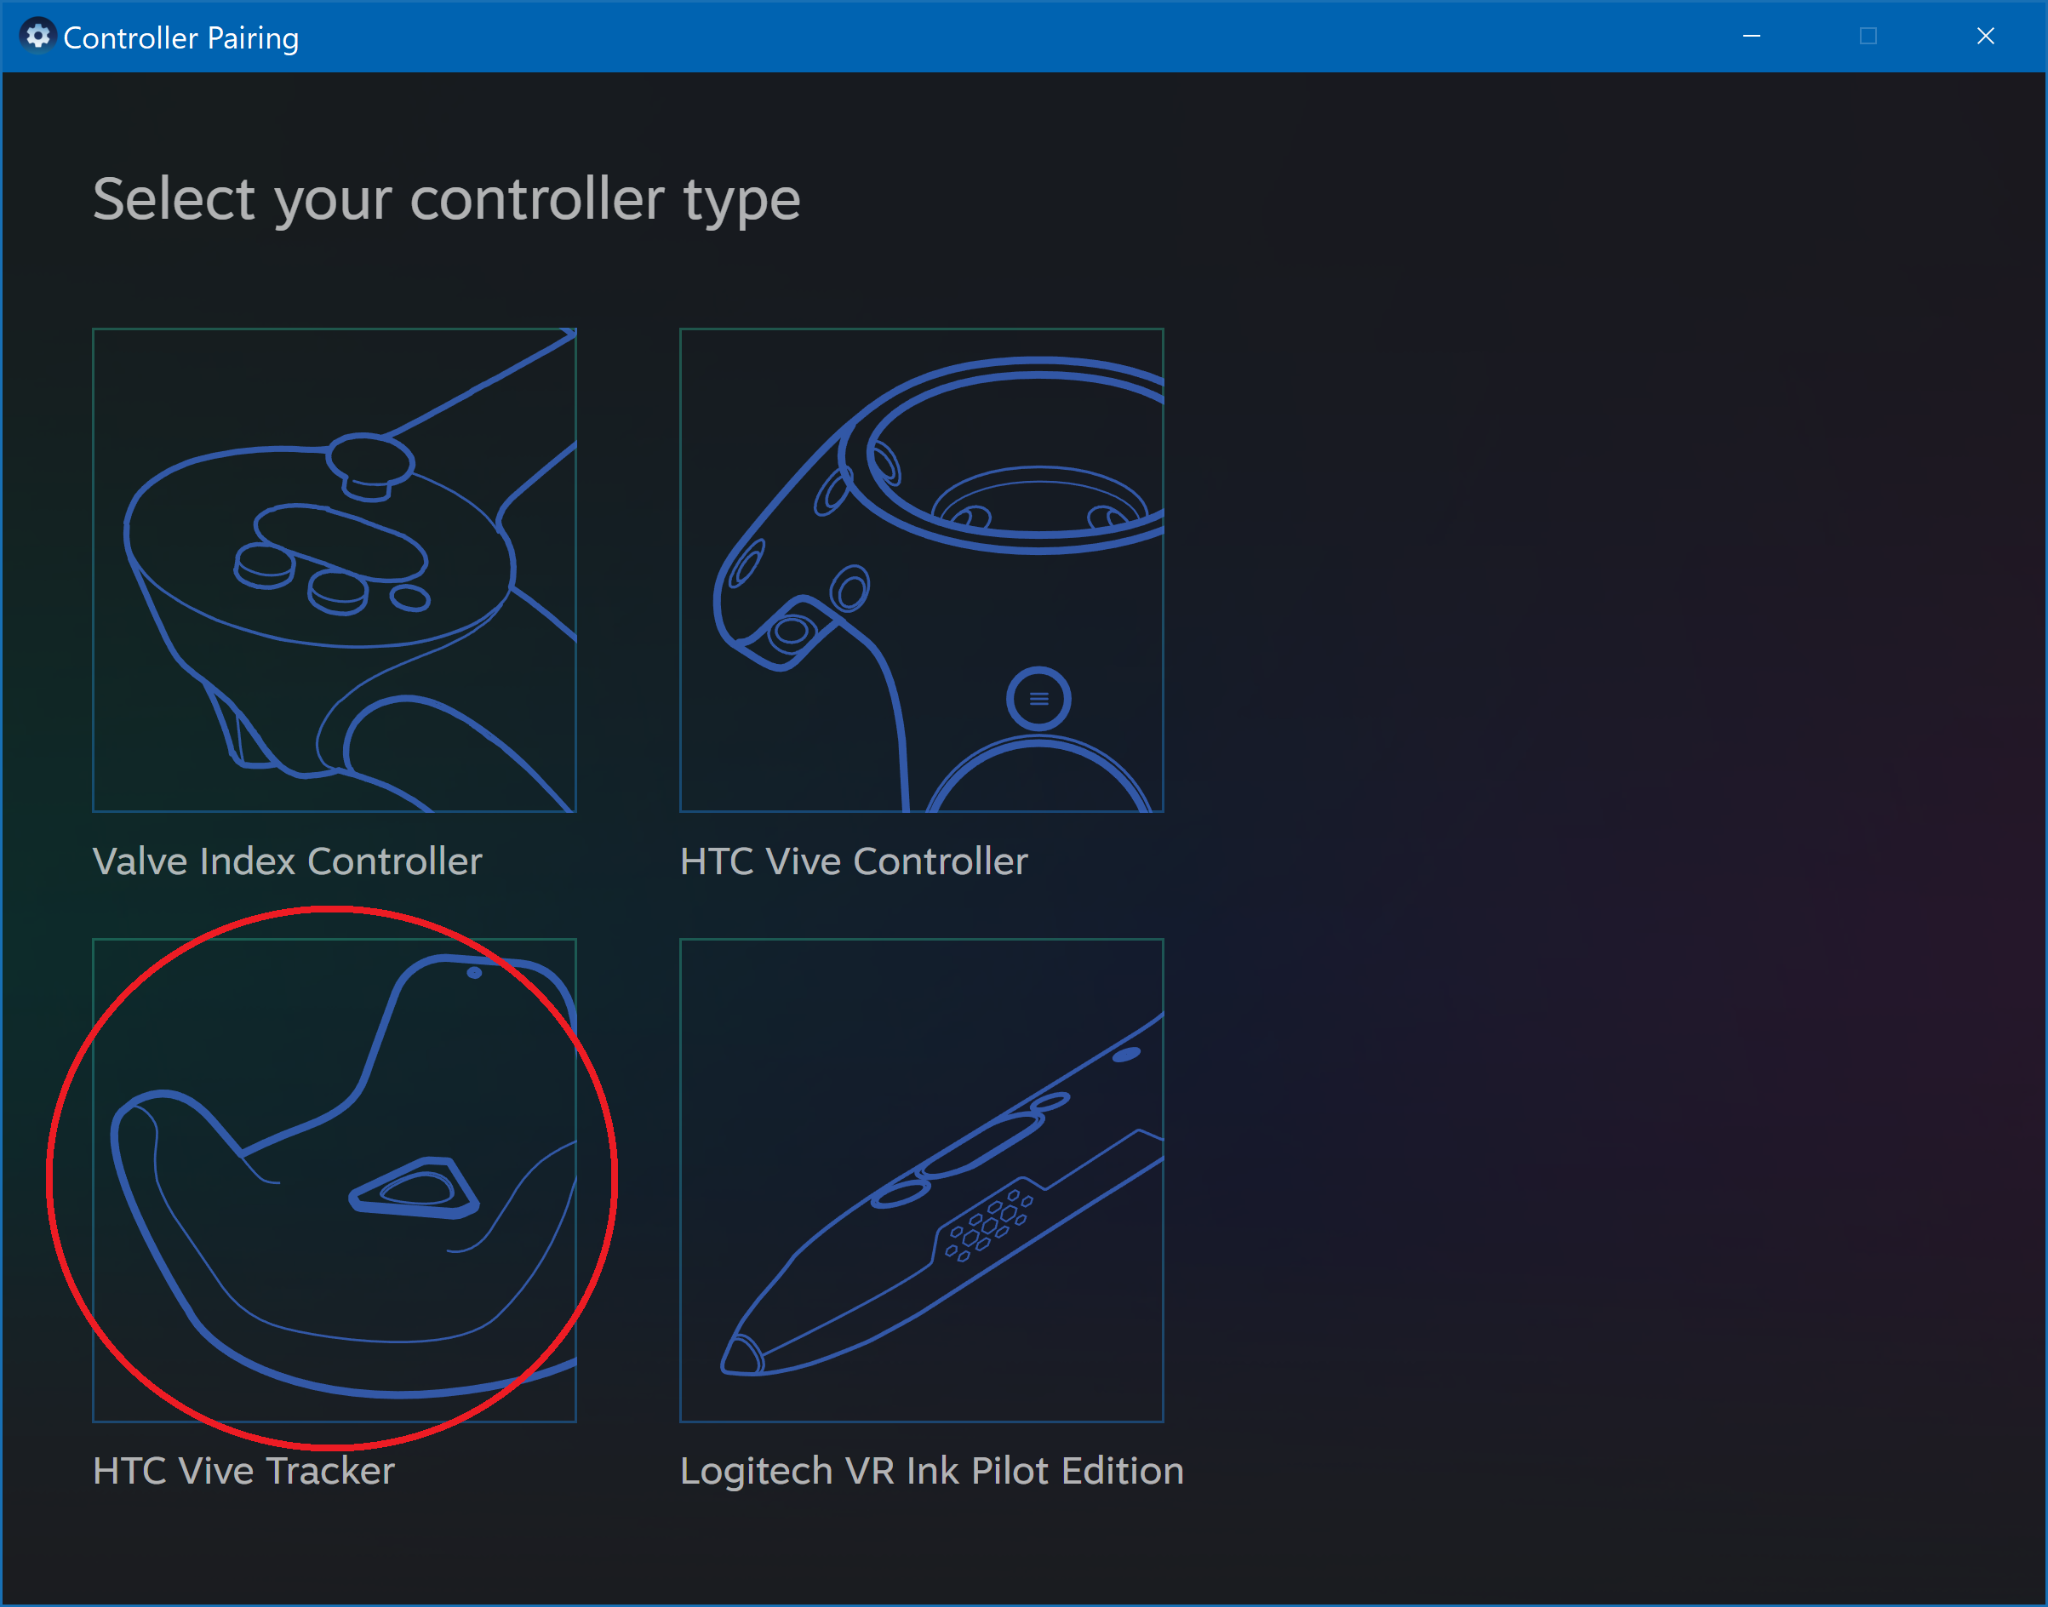 Controller Pairing
Select your controller type
Valve Index Controller
HTC Vive Controller
HTC Vive Tracker
Logitech VR Ink Pilot Edition